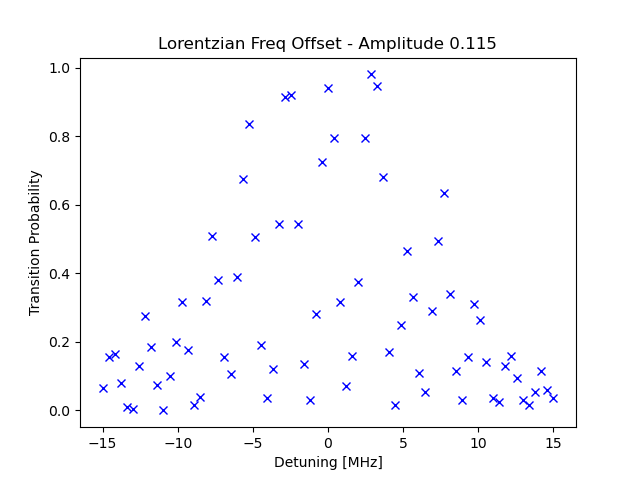 Lorentzian Freq Offset - Amplitude 0.115
Transition Probability
1.0
0.8
0.6
0.4
0.2
0.0
−15 −10 −5 0 5 10 15
Detuning [MHz]